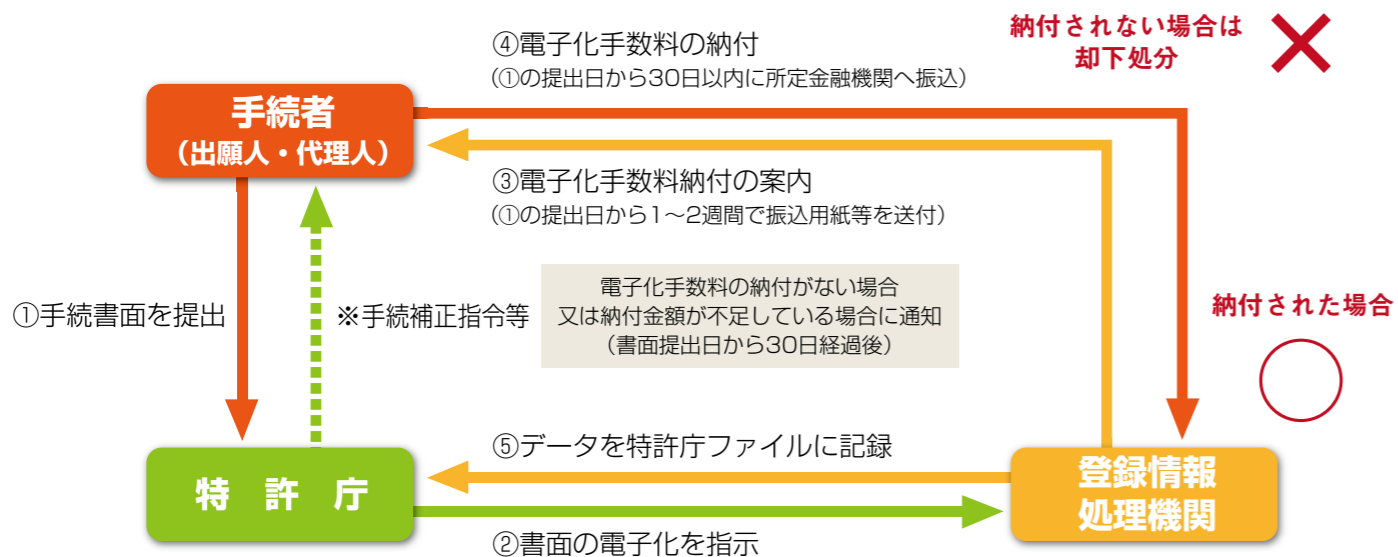 ④電子化手数料の納付
(①の提出日から30日以内に所定金融機関へ振込)
納付されない場合は
却下処分
手続者
(出願人・代理人)
③電子化手数料納付の案内
(①の提出日から1～2週間で振込用紙等を送付)
①手続書面を提出
※手続補正指令等
電子化手数料の納付がない場合
又は納付金額が不足している場合に通知
(書面提出日から30日経過後)
納付された場合
⑤データを特許庁ファイルに記録
特 許 庁
登録情報
処理機関
②書面の電子化を指示